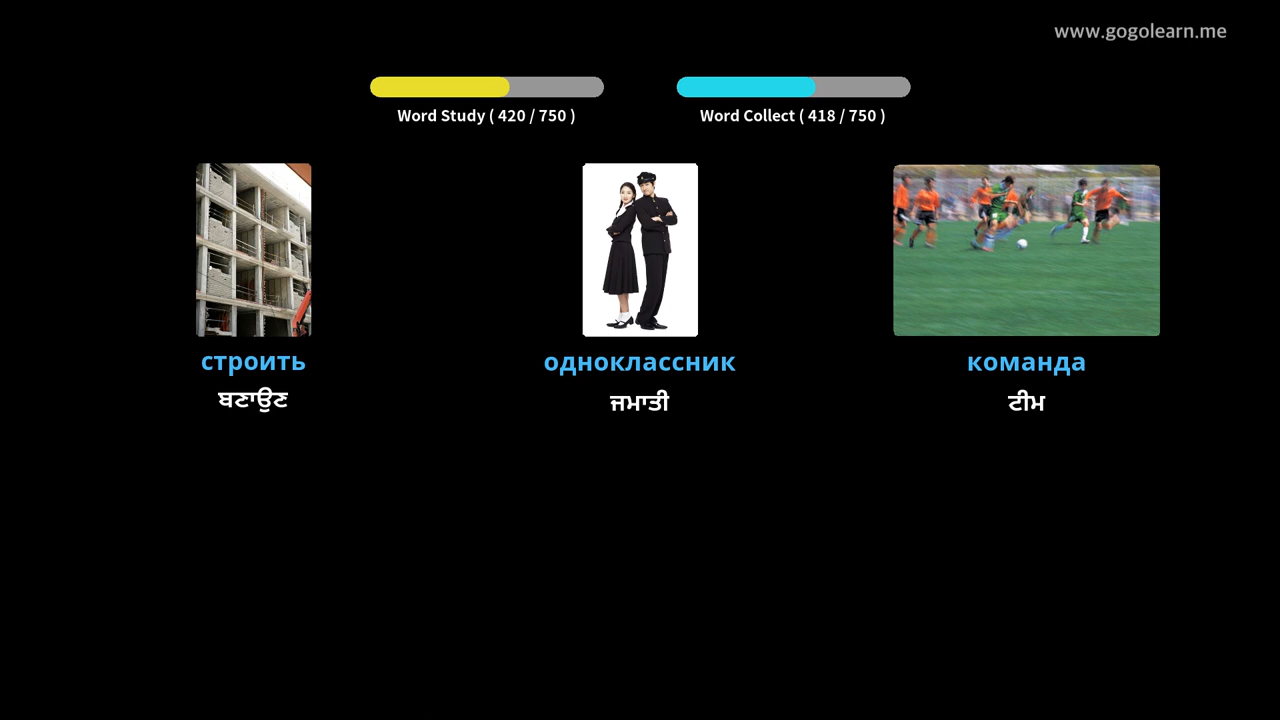 www.gogolearn.me
Word Study ( 420 / 750 )
Word Collect ( 418 / 750 )
строить
одноклассник
команда
ਬਣਾਉਣ
ਜਮਾਤੀ
ਟੀਮ